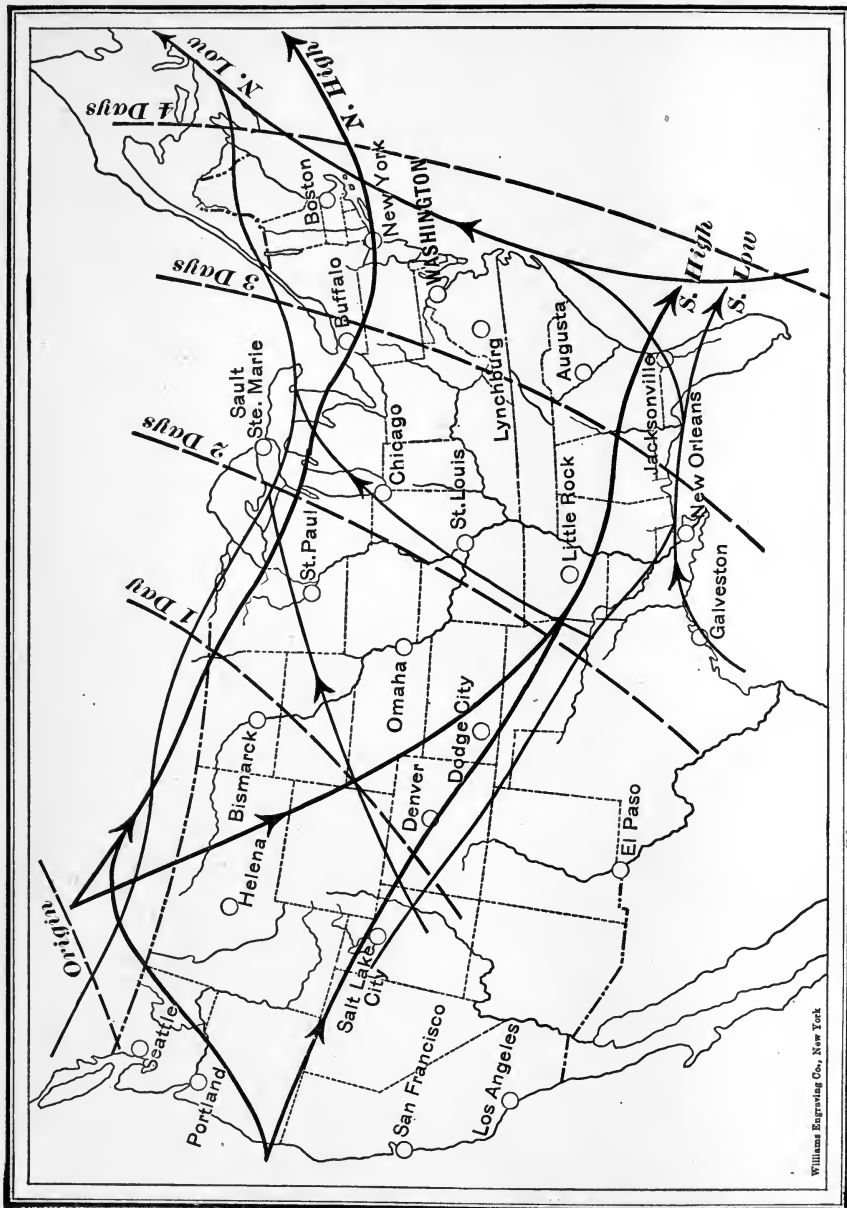 Origin
1 Day
2 Days
3 Days
4 Days
N. Low
N. High
S. High
S. Low
Seattle
Portland
Helena
Bismarck
St. Paul
Sault
Ste. Marie
Buffalo
Boston
New York
WASHINGTON
San Francisco
Salt Lake
City
Denver
Omaha
Chicago
Dodge City
St. Louis
Lynchburg
Los Angeles
El Paso
Little Rock
Augusta
Galveston
New Orleans
Jacksonville
Williams Engraving Co., New York